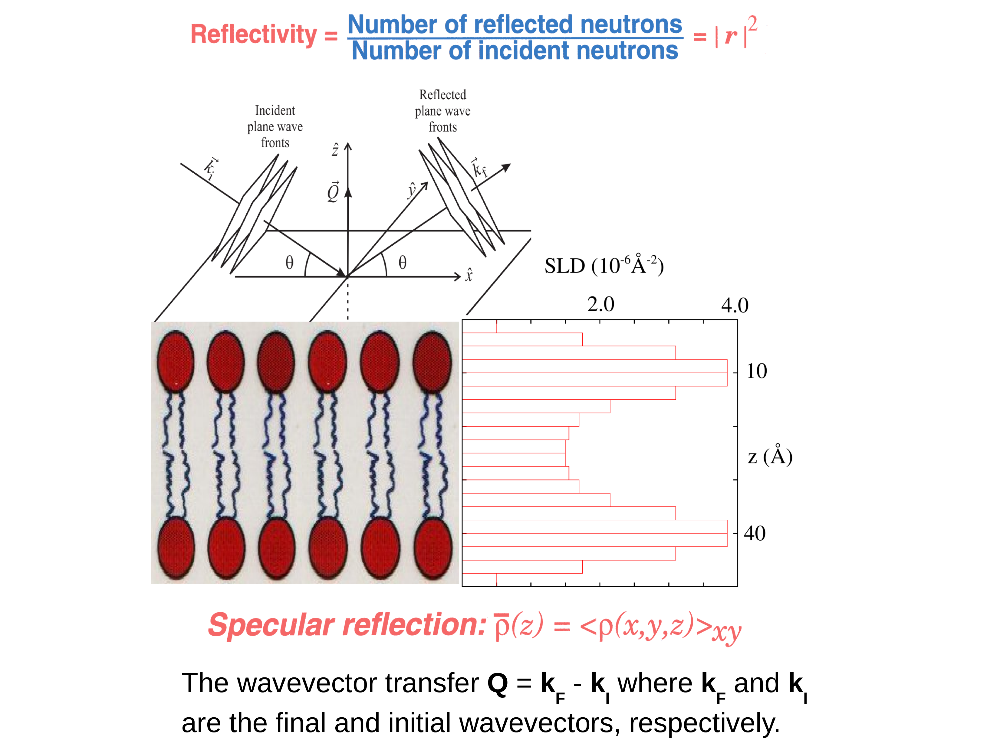 Reflectivity = Number of reflected neutrons / Number of incident neutrons = | r |²
Reflected
plane wave
fronts
Incident
plane wave
fronts
ẑ
k⃗i
k⃗f
Q⃗
ŷ
θ
θ
x̂
SLD (10⁻⁶Å⁻²)
2.0
4.0
10
z (Å)
40
Specular reflection: ρ̅(z) = <ρ(x,y,z)>xy
The wavevector transfer Q = kF - kI where kF and kI
are the final and initial wavevectors, respectively.